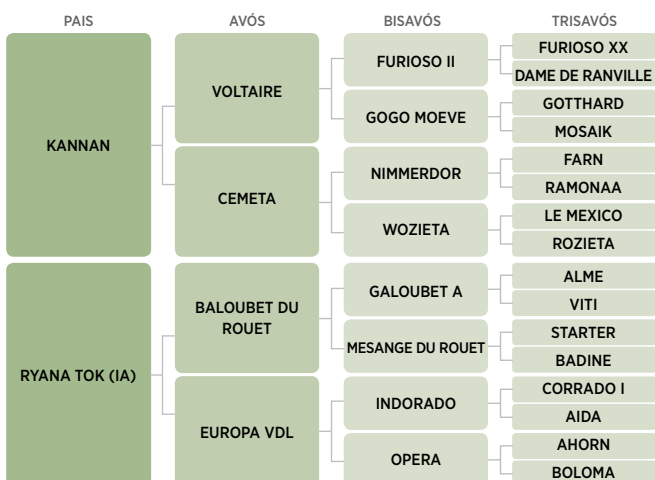 PAIS AVÓS BISAVÓS TRISAVÓS
KANNAN
VOLTAIRE
CEMETA
FURIOSO II
GOGO MOEVE
NIMMERDOR
WOZIETA
FURIOSO XX
DAME DE RANVILLE
GOTTHARD
MOSAIK
FARN
RAMONAA
LE MEXICO
ROZIETA
RYANA TOK (IA)
BALOUBET DU
ROUET
EUROPA VDL
GALOUBET A
MESANGE DU ROUET
INDORADO
OPERA
ALME
VITI
STARTER
BADINE
CORRADO I
AIDA
AHORN
BOLOMA